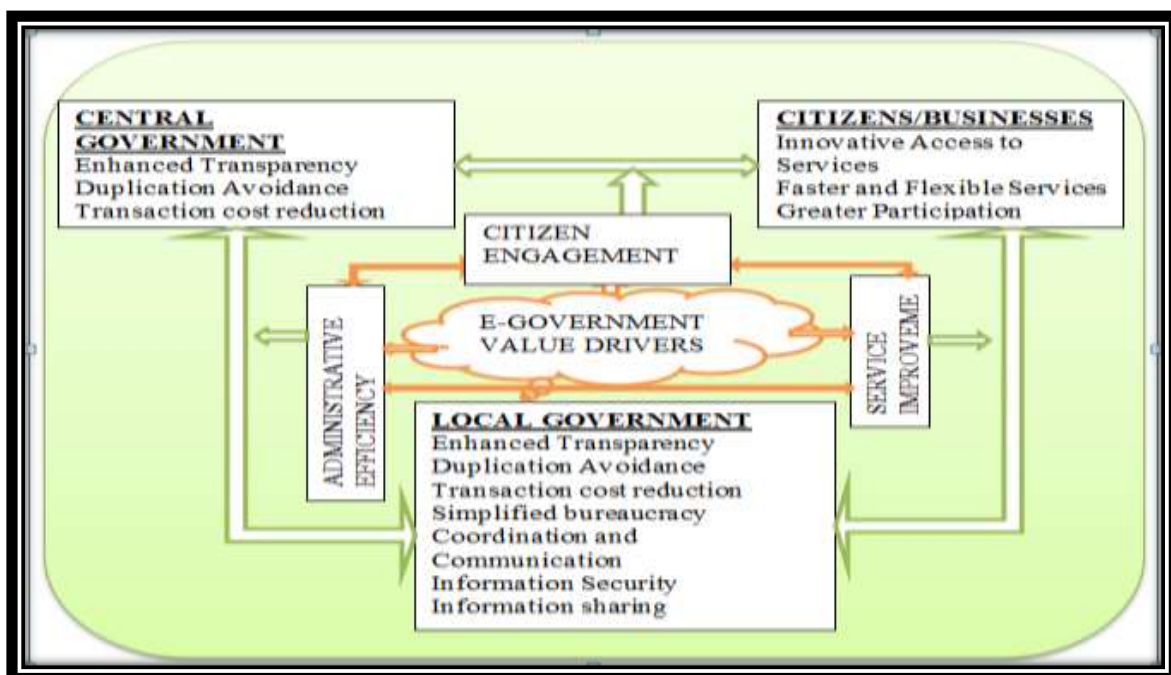 CENTRAL
GOVERNMENT
Enhanced Transparency
Duplication Avoidance
Transaction cost reduction
CITIZENS/BUSINESSES
Innovative Access to
Services
Faster and Flexible Services
Greater Participation
CITIZEN
ENGAGEMENT
ADMINISTRATIVE
EFFICIENCY
E-GOVERNMENT
VALUE DRIVERS
SERVICE
IMPROVEME
LOCAL GOVERNMENT
Enhanced Transparency
Duplication Avoidance
Transaction cost reduction
Simplified bureaucracy
Coordination and
Communication
Information Security
Information sharing